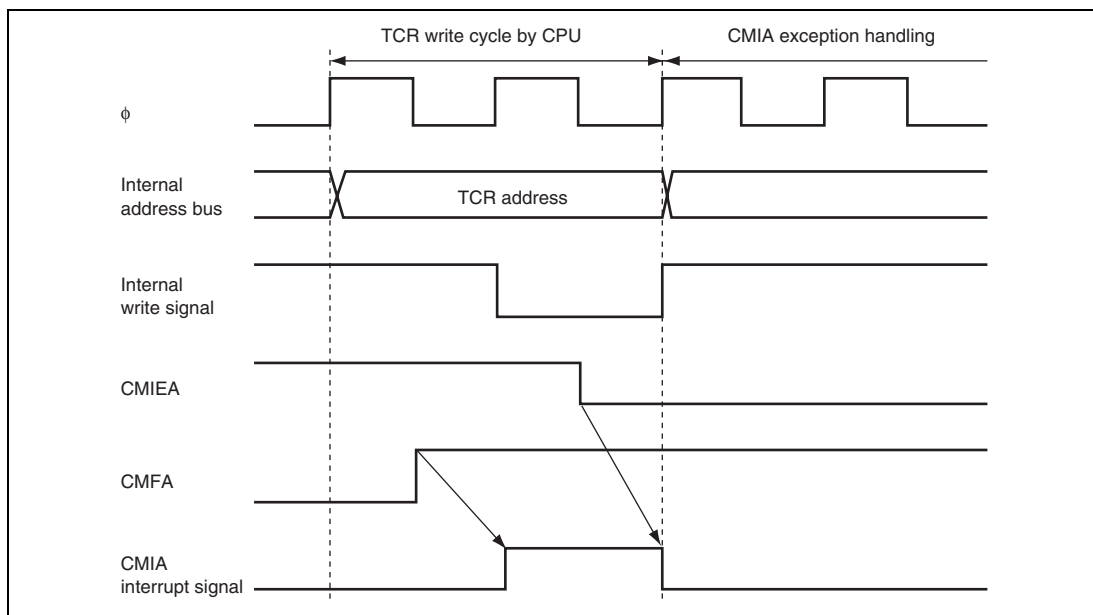 TCR write cycle by CPU
CMIA exception handling
ϕ
Internal
address bus
TCR address
Internal
write signal
CMIEA
CMFA
CMIA
interrupt signal